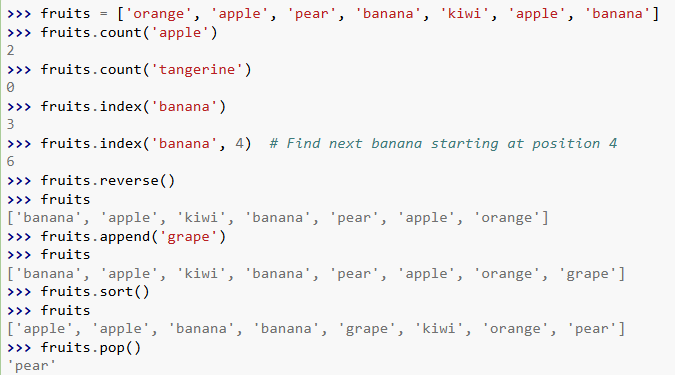 >>> fruits = ['orange', 'apple', 'pear', 'banana', 'kiwi', 'apple', 'banana']
>>> fruits.count('apple')
2
>>> fruits.count('tangerine')
0
>>> fruits.index('banana')
3
>>> fruits.index('banana', 4)  # Find next banana starting at position 4
6
>>> fruits.reverse()
>>> fruits
['banana', 'apple', 'kiwi', 'banana', 'pear', 'apple', 'orange']
>>> fruits.append('grape')
>>> fruits
['banana', 'apple', 'kiwi', 'banana', 'pear', 'apple', 'orange', 'grape']
>>> fruits.sort()
>>> fruits
['apple', 'apple', 'banana', 'banana', 'grape', 'kiwi', 'orange', 'pear']
>>> fruits.pop()
'pear'